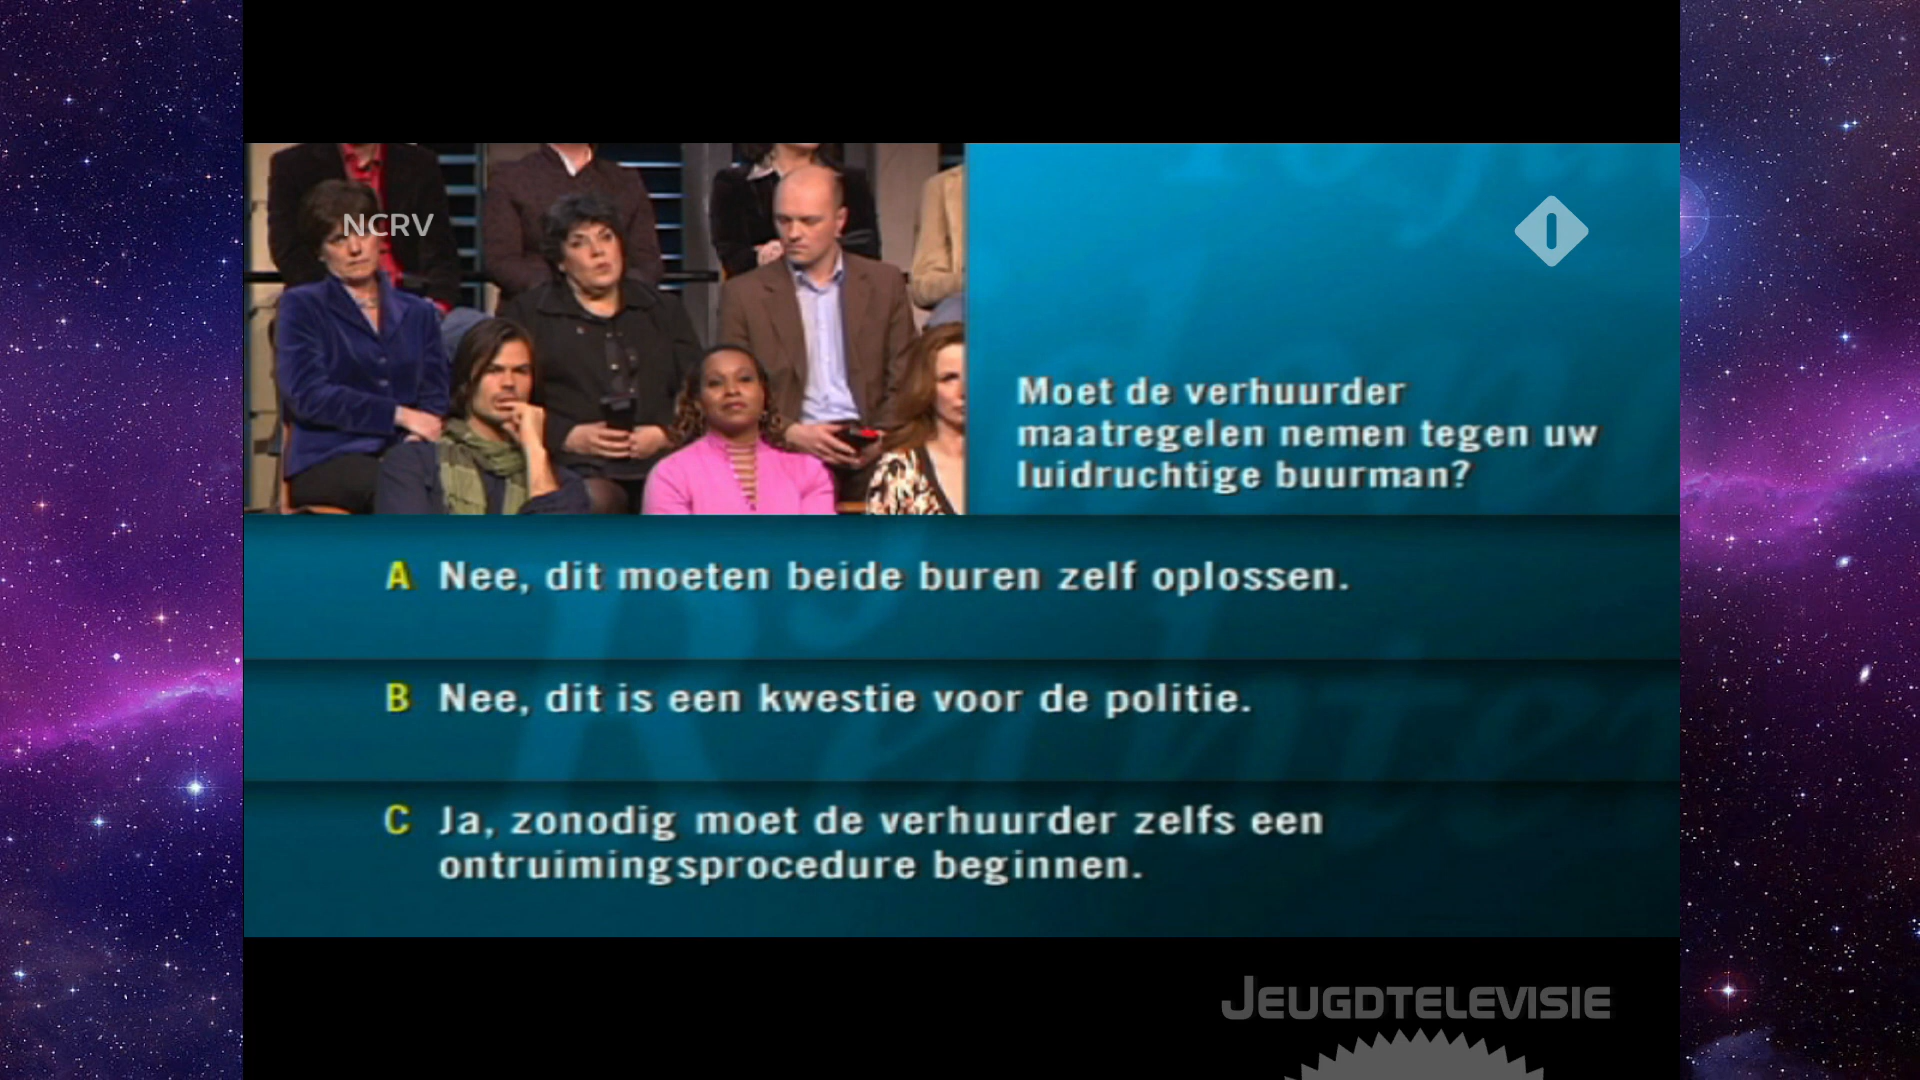 NCRV
Moet de verhuurder
maatregelen nemen tegen uw
luidruchtige buurman?
A Nee, dit moeten beide buren zelf oplossen.
B Nee, dit is een kwestie voor de politie.
C Ja, zonodig moet de verhuurder zelfs een
ontruimingsprocedure beginnen.
JEUGDTELEVISIE